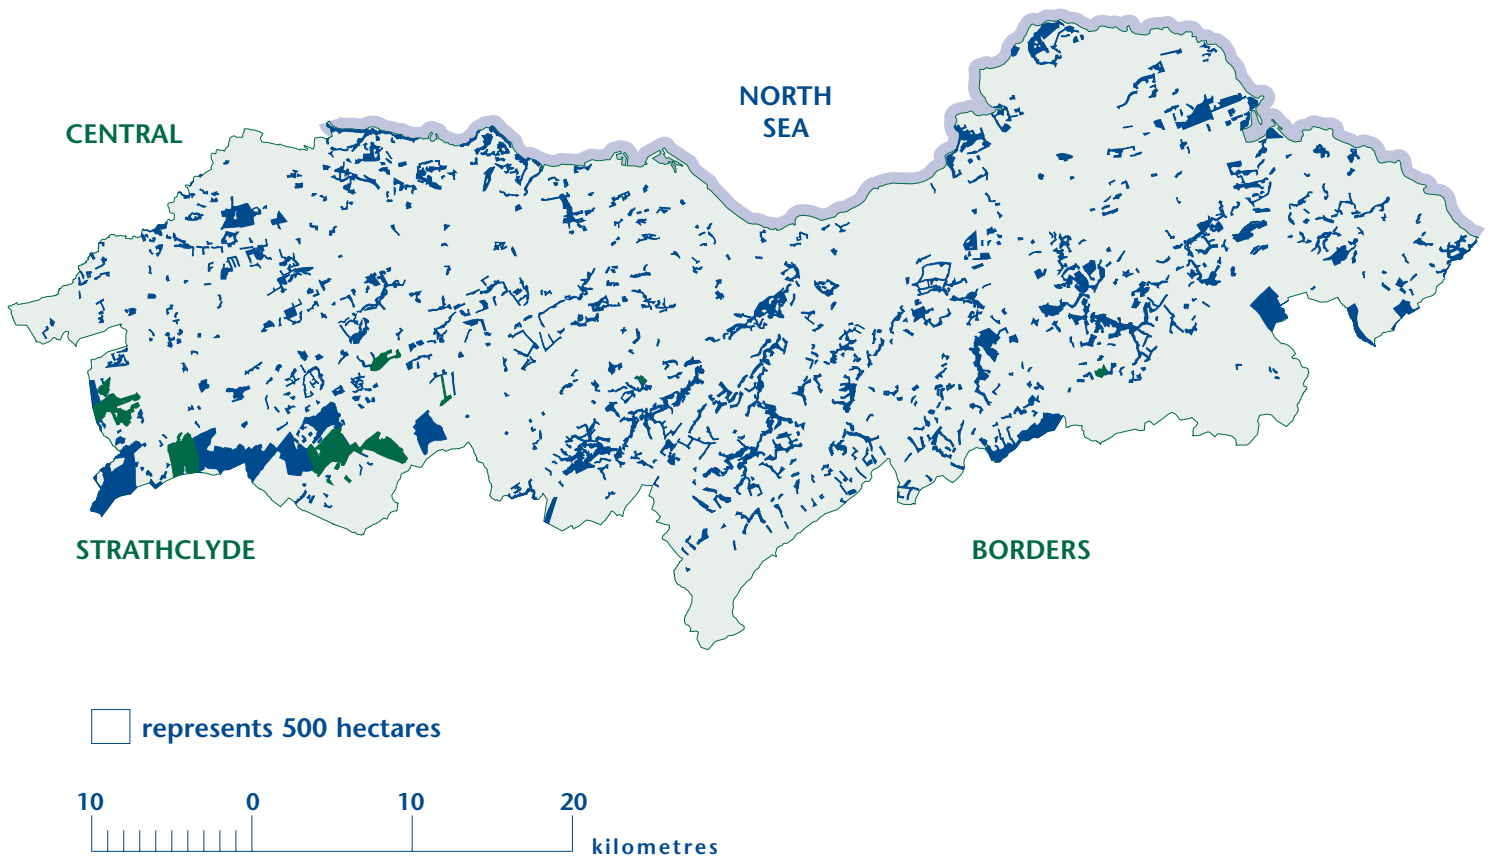 NORTH
SEA
CENTRAL
STRATHCLYDE
BORDERS
represents 500 hectares
10 0 10 20
kilometres